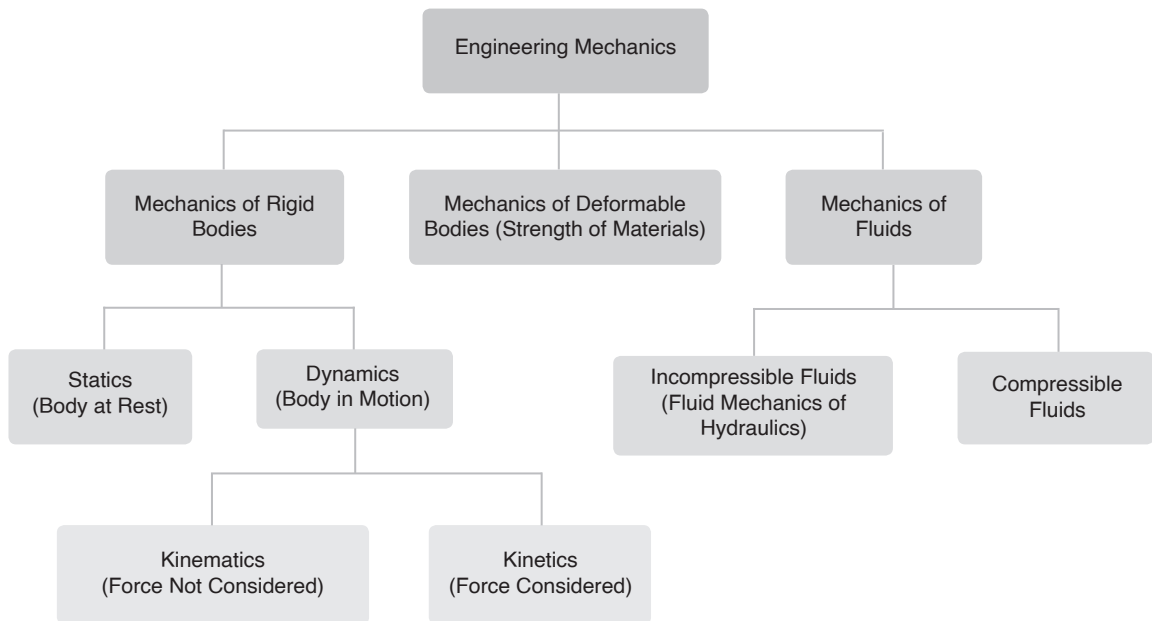 Engineering Mechanics
Mechanics of Rigid
Bodies
Mechanics of Deformable
Bodies (Strength of Materials)
Mechanics of
Fluids
Statics
(Body at Rest)
Dynamics
(Body in Motion)
Incompressible Fluids
(Fluid Mechanics of
Hydraulics)
Compressible
Fluids
Kinematics
(Force Not Considered)
Kinetics
(Force Considered)